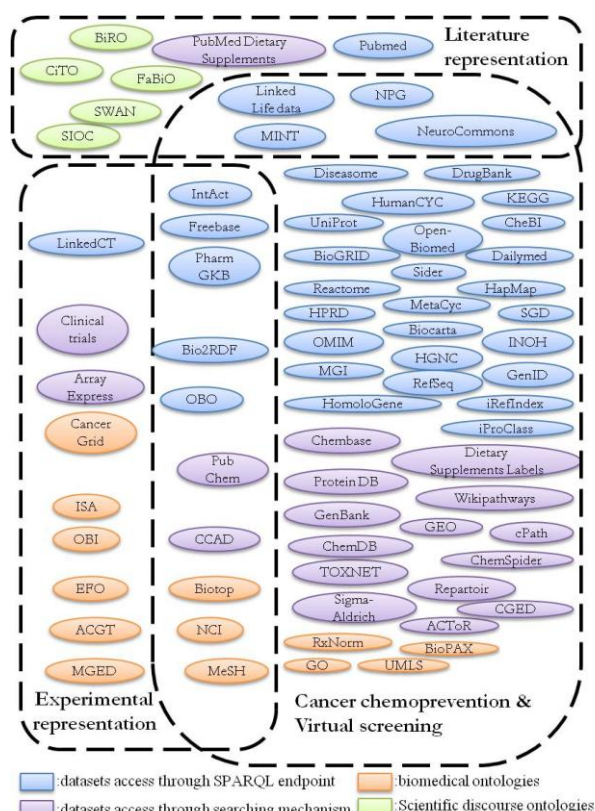 BiRO
PubMed Dietary
Supplements
Pubmed
Literature
representation
CiTO
FaBiO
SWAN
SIOC
Linked
Life data
NPG
MINT
NeuroCommons
IntAct
Freebase
Pharm
GKB
LinkedCT
Clinical
trials
Bio2RDF
Array
Express
OBO
Cancer
Grid
Pub
Chem
ISA
CCAD
OBI
EFO
Biotop
ACGT
NCI
MGED
MeSH
Experimental
representation
Diseasome
DrugBank
HumanCYC
KEGG
UniProt
Open-
Biomed
CheBI
BioGRID
Dailymed
Sider
Reactome
HapMap
MetaCyc
HPRD
SGD
Biocarta
OMIM
INOH
HGNC
MGI
GenID
RefSeq
HomoloGene
iRefIndex
iProClass
Chembase
Dietary
Supplements Labels
Protein DB
Wikipathways
GenBank
GEO
cPath
ChemDB
ChemSpider
TOXNET
Repartoir
Sigma-
Aldrich
CGED
ACToR
RxNorm
BioPAX
GO
UMLS
Cancer chemoprevention &
Virtual screening
:datasets access through SPARQL endpoint
:biomedical ontologies
:datasets access through searching mechanism
:Scientific discourse ontologies